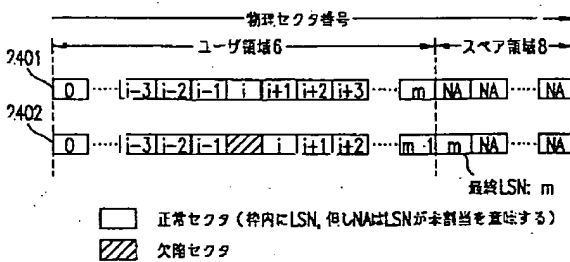 物理セクタ番号
ユーザ領域6 スペア領域8
2401
0 i-3 i-2 i-1 i i+1 i+2 i+3 m NA NA NA
2402
0 i-3 i-2 i-1 i i+1 i+2 m-1 m NA NA
最終LSN: m
正常セクタ(枠内にLSN, 但しNAはLSNが未割当を意味する)
欠陥セクタ